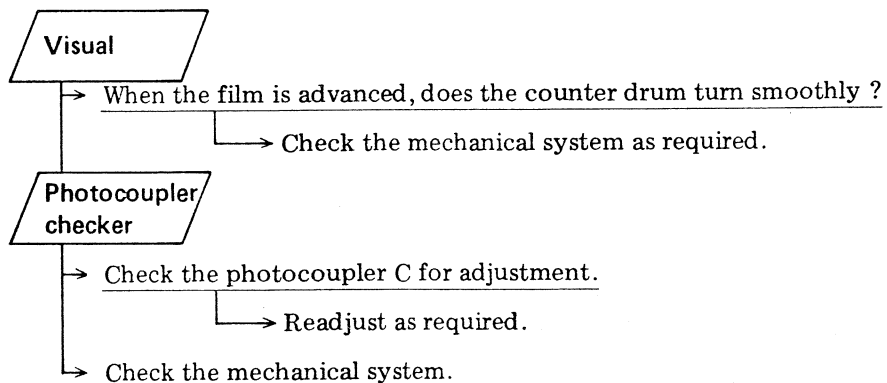 Visual
When the film is advanced, does the counter drum turn smoothly ?
Check the mechanical system as required.
Photocoupler
checker
Check the photocoupler C for adjustment.
Readjust as required.
Check the mechanical system.